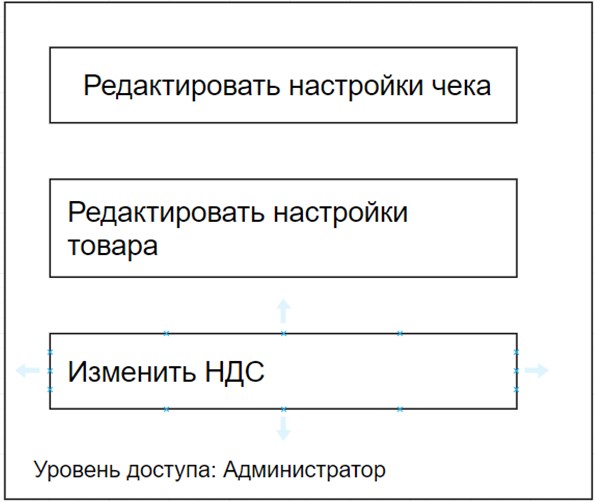 Редактировать настройки чека
Редактировать настройки
товара
Изменить НДС
Уровень доступа: Администратор